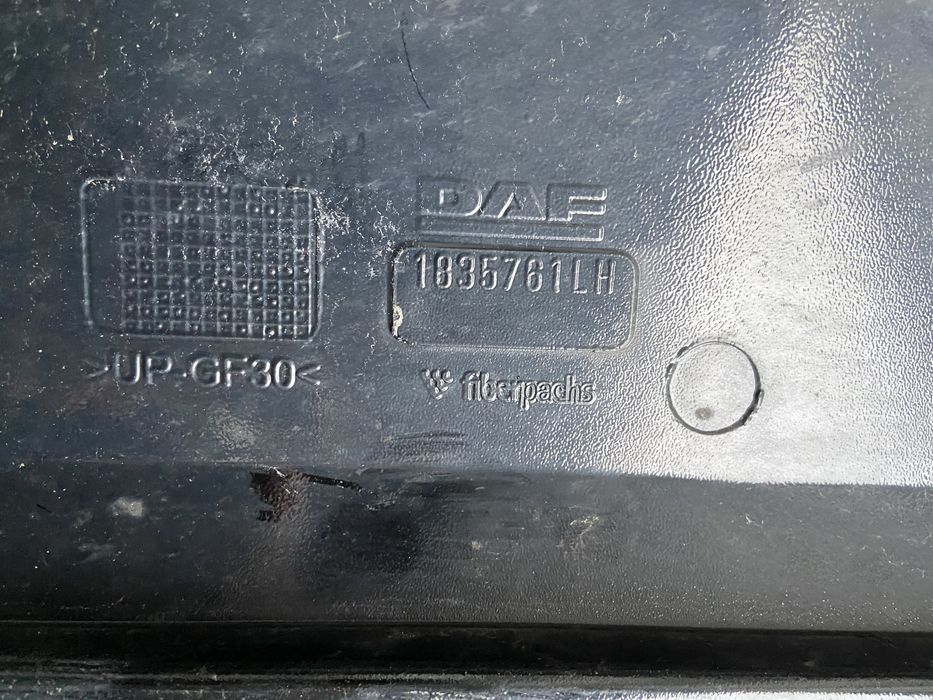 DAF
1835761LH
>UP-GF30<
fiberpachs